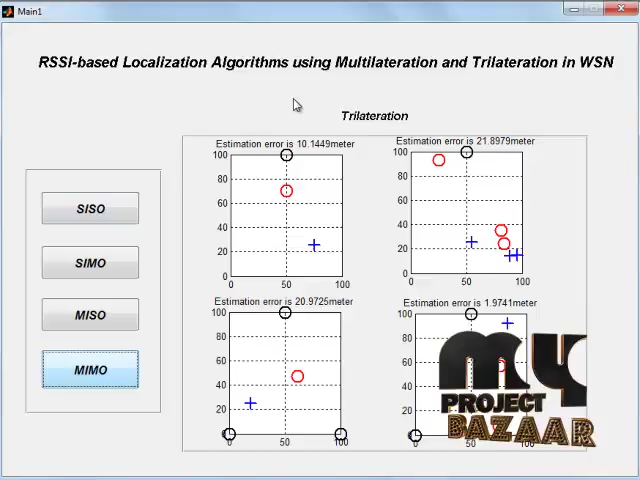 Main1
RSSI-based Localization Algorithms using Multilateration and Trilateration in WSN
Trilateration
Estimation error is 10.1449meter
100
80
60
40
20
0
0 50 100
Estimation error is 21.8979meter
100
80
60
40
20
0
0 50 100
SISO
SIMO
MISO
MIMO
Estimation error is 20.9725meter
100
80
60
40
20
0
0 50 100
Estimation error is 1.9741meter
100
80
60
40
20
0
0 50 100
MY
PROJECT
BAZAAR